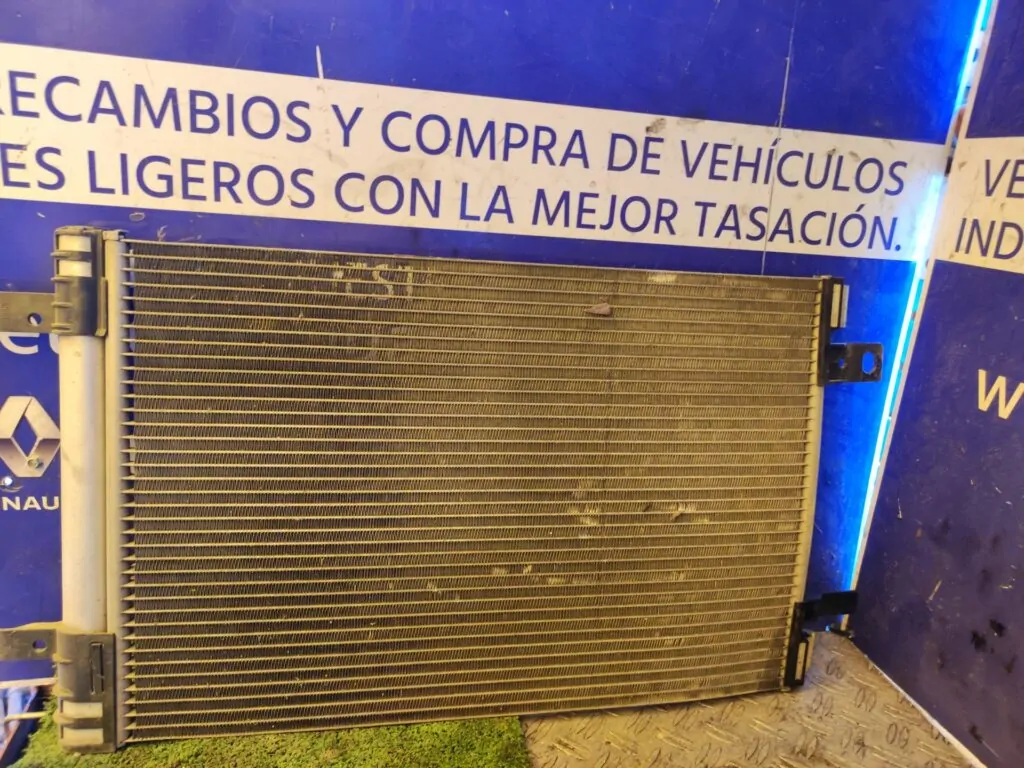 RECAMBIOS Y COMPRA DE VEHÍCULOS
ES LIGEROS CON LA MEJOR TASACIÓN.
VE
IND
W
NAU